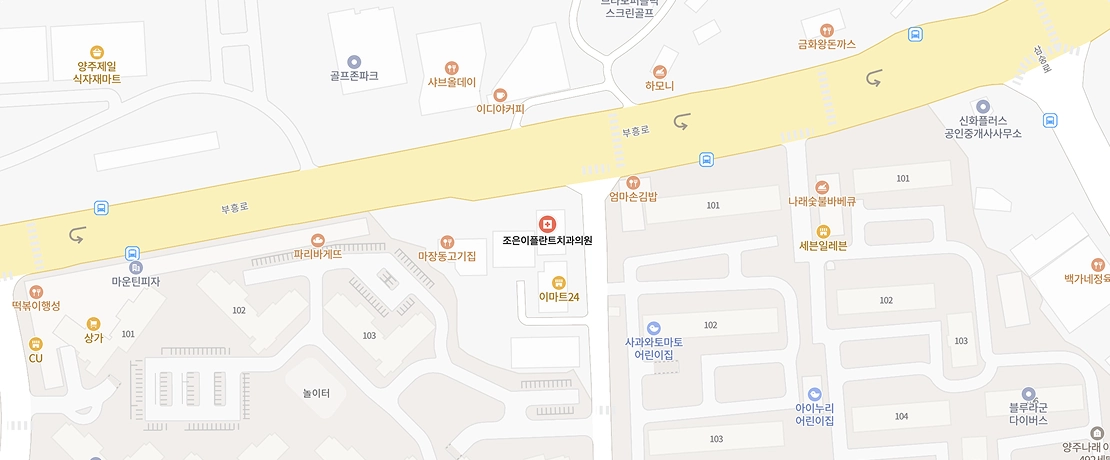 스크린골프
금화왕돈까스
양주제일
식자재마트
골프존파크
샤브올데이
하모니
이디야커피
신화플러스
공인중개사사무소
부흥로
부흥로
엄마손김밥
101
나래숯불바베큐
101
조은이플란트치과의원
세븐일레븐
파리바게뜨
마장동고기집
마운틴피자
백가네정육
이마트24
떡볶이행성
상가
101
102
103
102
102
103
CU
사과와토마토
어린이집
놀이터
아이누리
어린이집
104
블루라군
다이버스
103
양주나래